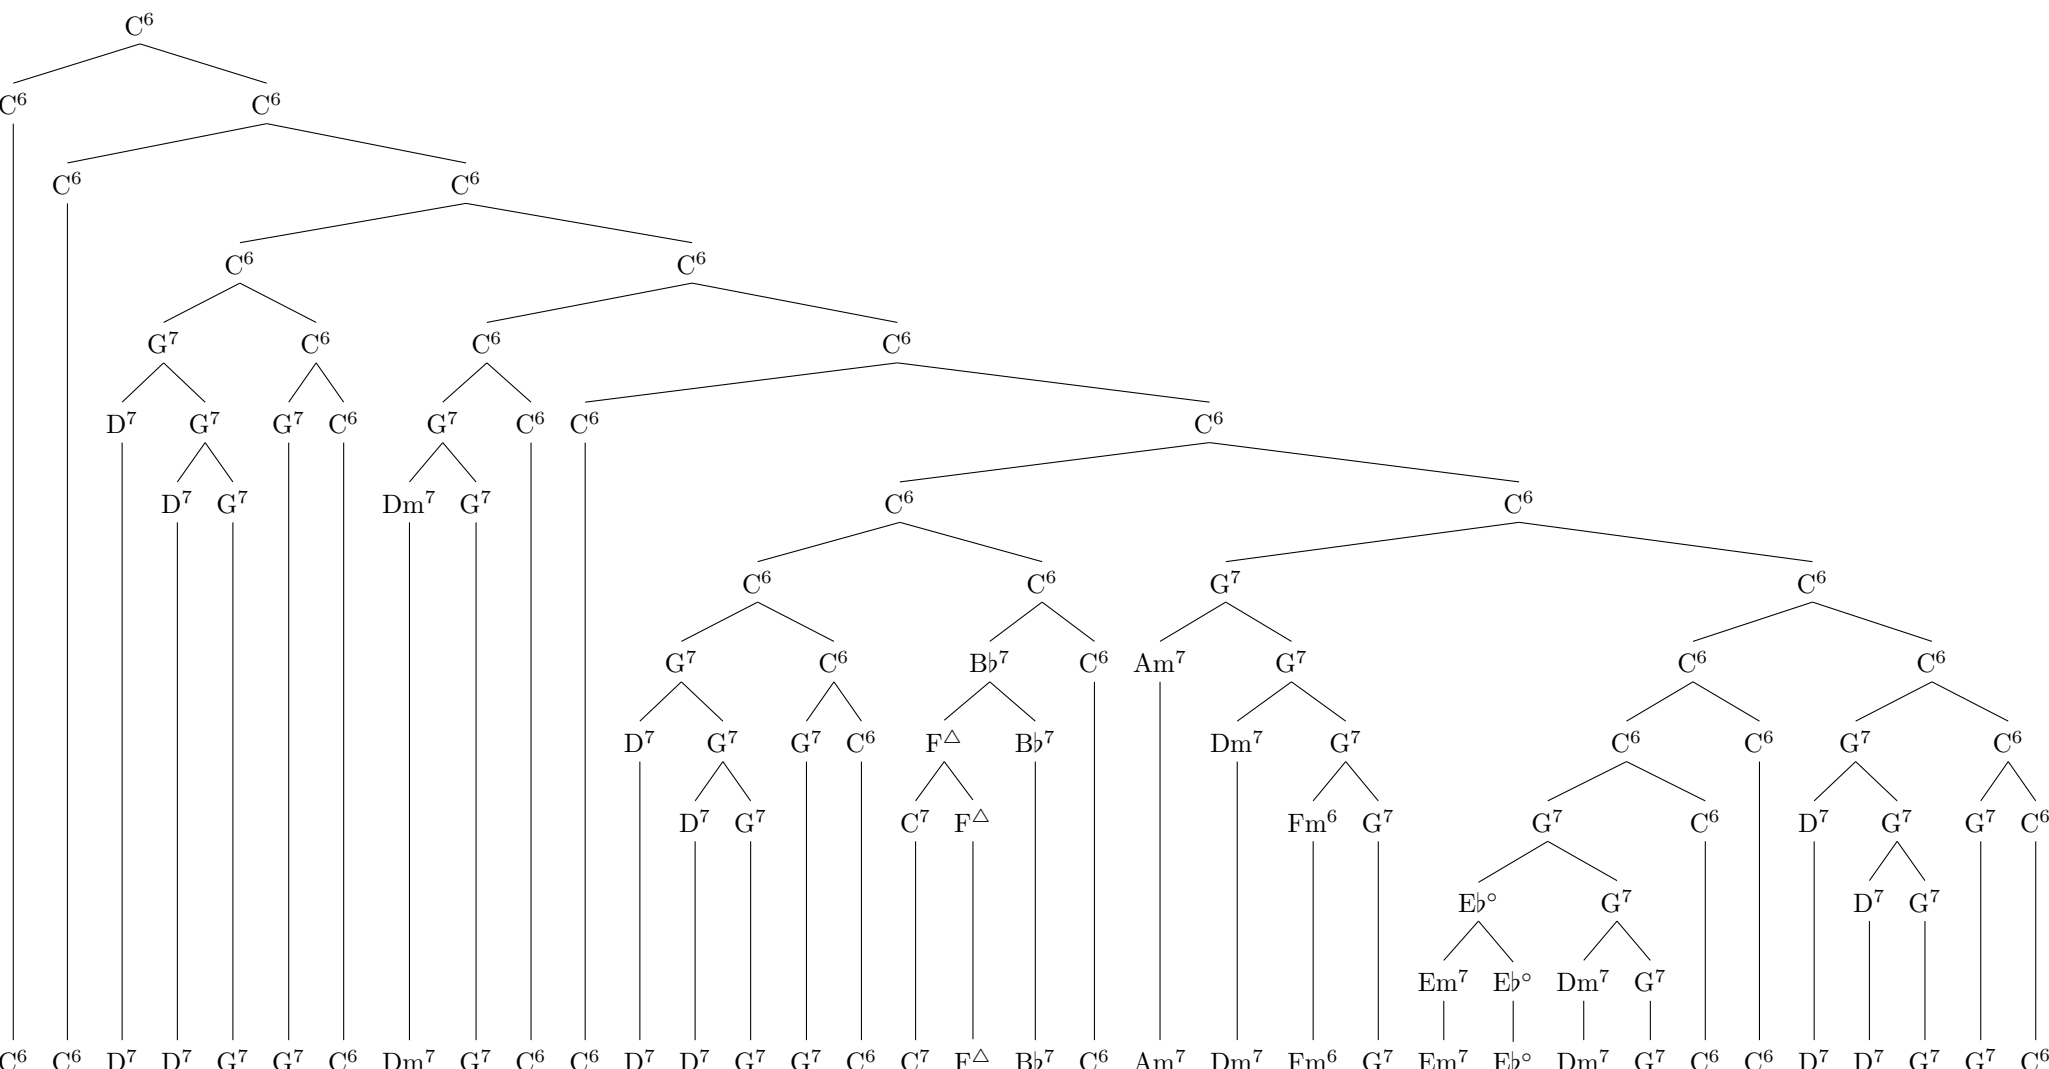 C⁶
C⁶ C⁶
C⁶ C⁶
C⁶ C⁶
G⁷ C⁶ C⁶ C⁶
D⁷ G⁷ G⁷ C⁶ G⁷ C⁶ C⁶ C⁶
D⁷ G⁷ Dm⁷ G⁷ C⁶ C⁶
C⁶ C⁶ G⁷ C⁶
G⁷ C⁶ B♭⁷ C⁶ Am⁷ G⁷ C⁶ C⁶
D⁷ G⁷ G⁷ C⁶ F△ B♭⁷ Dm⁷ G⁷ C⁶ C⁶ G⁷ C⁶
D⁷ G⁷ C⁷ F△ Fm⁶ G⁷ G⁷ C⁶ D⁷ G⁷ G⁷ C⁶
E♭° G⁷ D⁷ G⁷
Em⁷ E♭° Dm⁷ G⁷
C⁶ C⁶ D⁷ D⁷ G⁷ G⁷ C⁶ Dm⁷ G⁷ C⁶ C⁶ D⁷ D⁷ G⁷ G⁷ C⁶ C⁷ F△ B♭⁷ C⁶ Am⁷ Dm⁷ Fm⁶ G⁷ Em⁷ E♭° Dm⁷ G⁷ C⁶ C⁶ D⁷ D⁷ G⁷ G⁷ C⁶